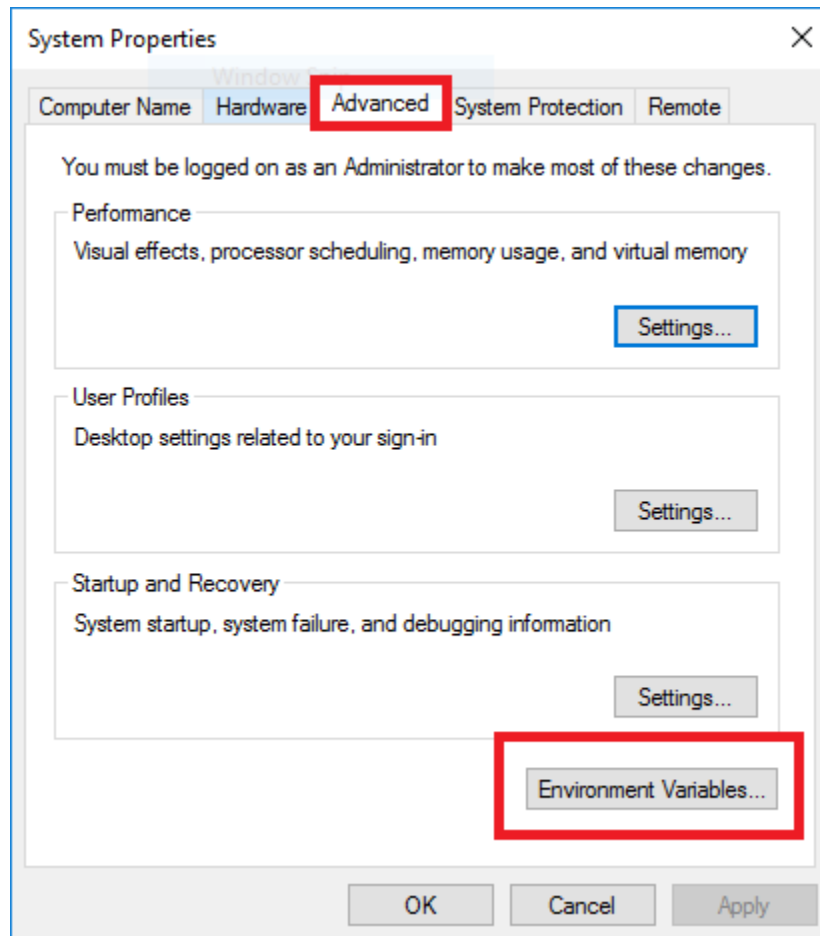 System Properties
Window Snip
Computer Name Hardware Advanced System Protection Remote
You must be logged on as an Administrator to make most of these changes.
Performance
Visual effects, processor scheduling, memory usage, and virtual memory
Settings...
User Profiles
Desktop settings related to your sign-in
Settings...
Startup and Recovery
System startup, system failure, and debugging information
Settings...
Environment Variables...
OK Cancel Apply